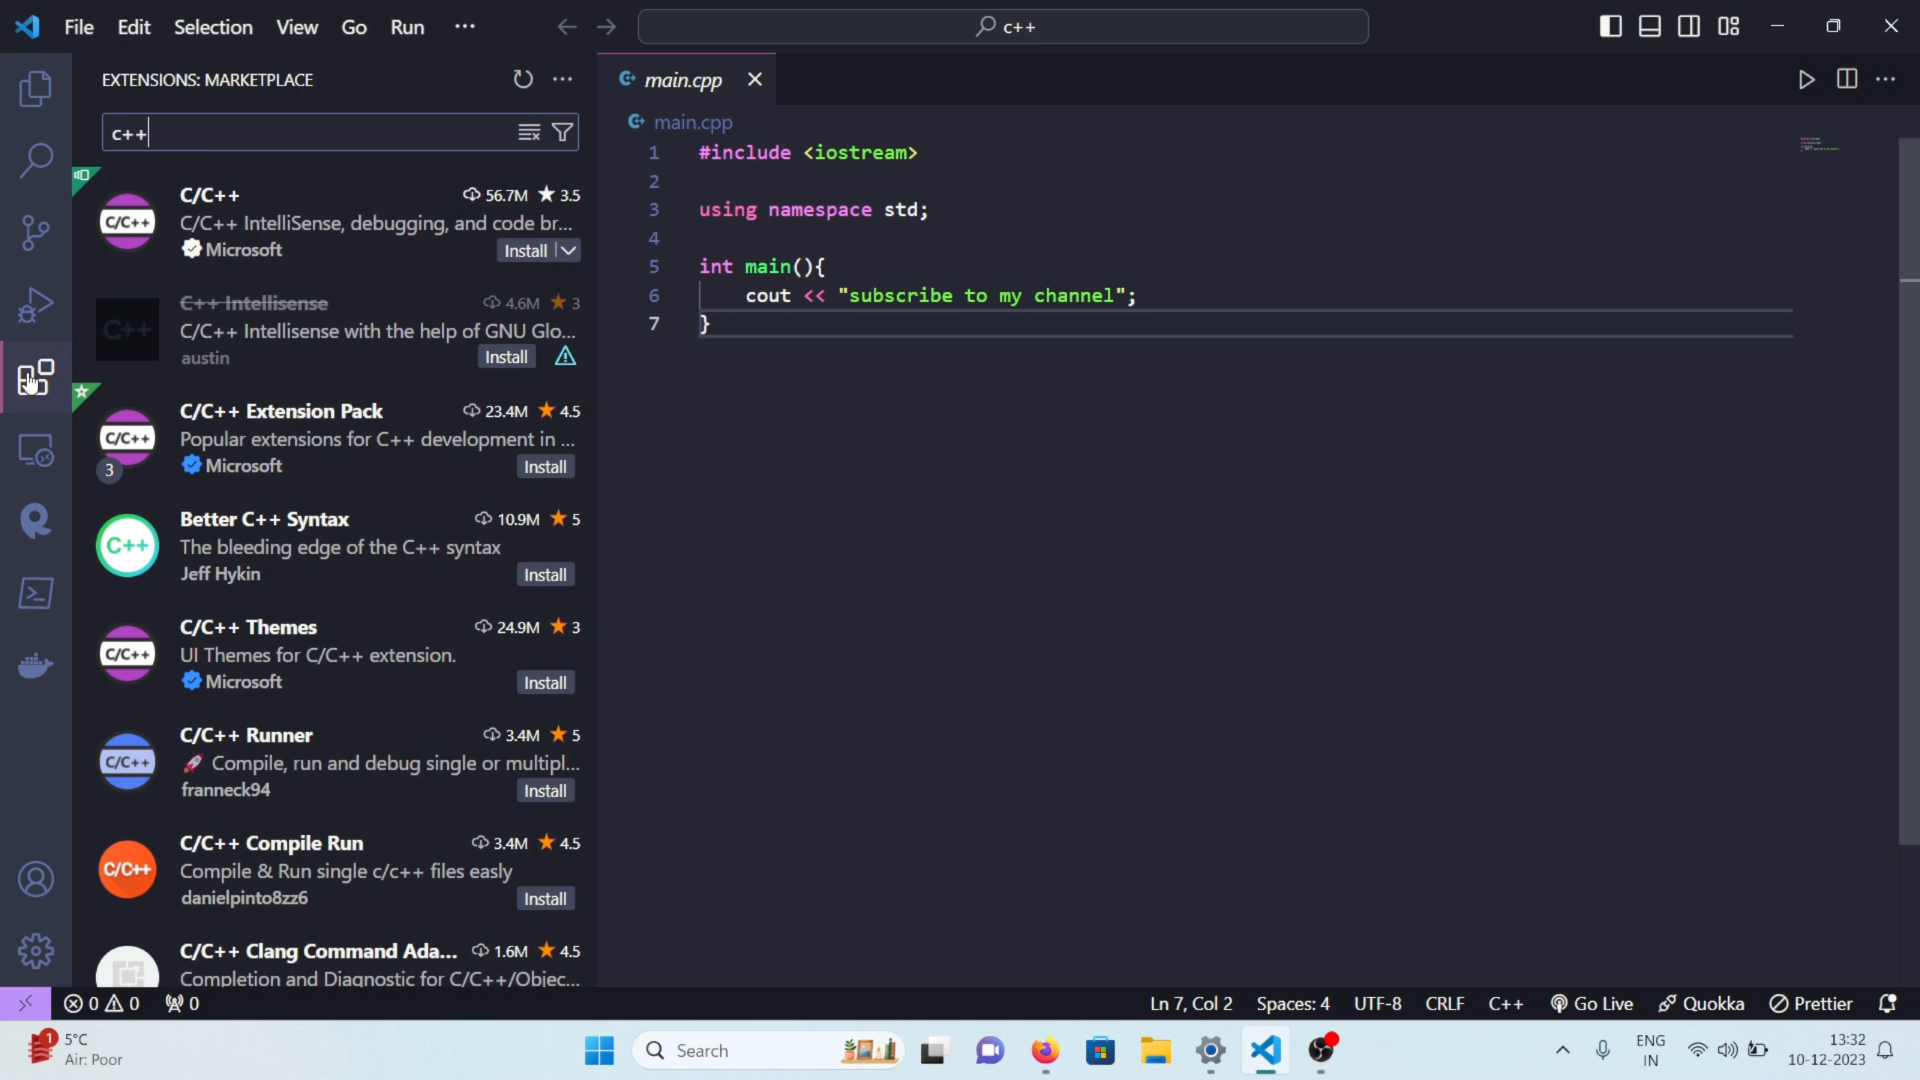 File Edit Selection View Go Run ··· c++
EXTENSIONS: MARKETPLACE
c++
C/C++ 56.7M 3.5
C/C++
C/C++ IntelliSense, debugging, and code br...
Microsoft Install
C++ Intellisense 4.6M 3
C++
C/C++ Intellisense with the help of GNU Glo...
austin Install
C/C++ Extension Pack 23.4M 4.5
C/C++
Popular extensions for C++ development in ...
3
Microsoft Install
Better C++ Syntax 10.9M 5
C++
The bleeding edge of the C++ syntax
Jeff Hykin Install
C/C++ Themes 24.9M 3
C/C++
UI Themes for C/C++ extension.
Microsoft Install
C/C++ Runner 3.4M 5
C/C++
🚀 Compile, run and debug single or multipl...
franneck94 Install
C/C++ Compile Run 3.4M 4.5
C/C++
Compile & Run single c/c++ files easly
danielpinto8zz6 Install
C/C++ Clang Command Ada... 1.6M 4.5
Completion and Diagnostic for C/C++/Objec...
main.cpp
main.cpp
1 #include <iostream>
2
3 using namespace std;
4
5 int main(){
6 cout << "subscribe to my channel";
7 }
0 0 0 Ln 7, Col 2 Spaces: 4 UTF-8 CRLF C++ Go Live Quokka Prettier
1
5°C
Air: Poor
Search
ENG
IN
13:32
10-12-2023